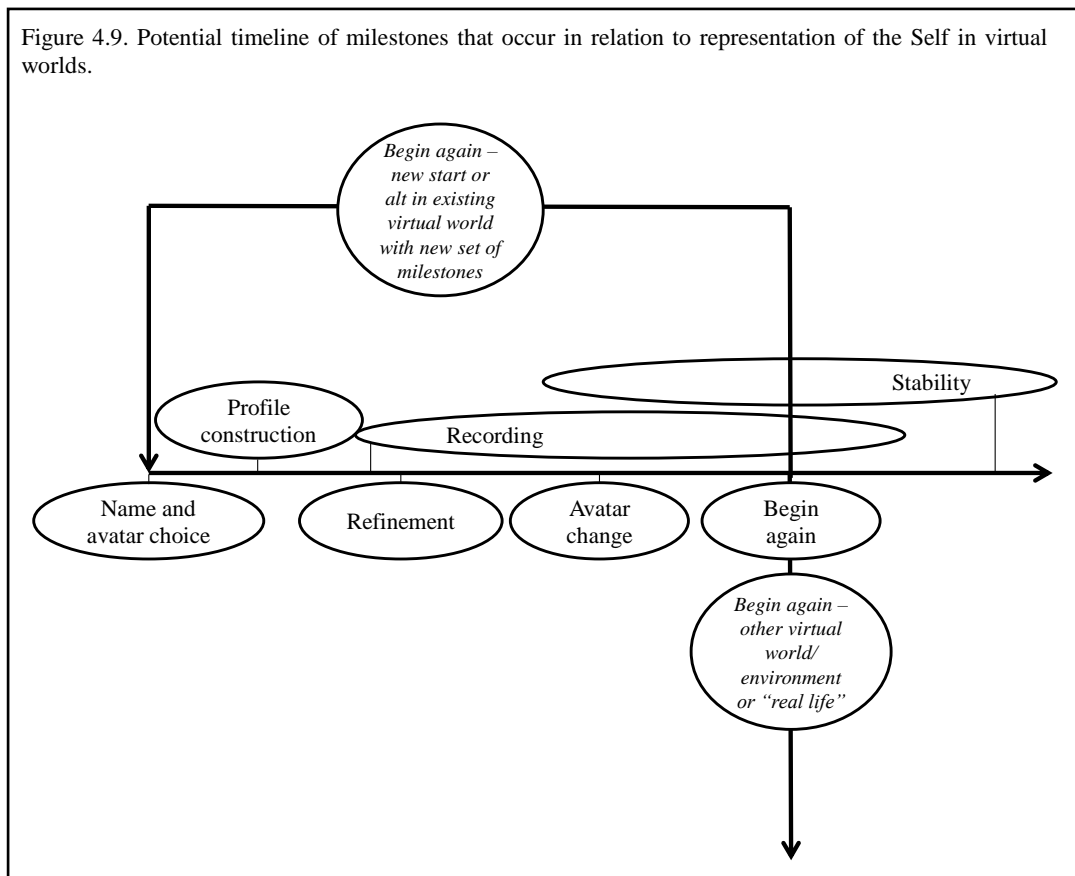 Figure 4.9. Potential timeline of milestones that occur in relation to representation of the Self in virtual
worlds.
Begin again –
new start or
alt in existing
virtual world
with new set of
milestones
Stability
Profile
construction
Recording
Name and
avatar choice
Refinement
Avatar
change
Begin
again
Begin again –
other virtual
world/
environment
or “real life”